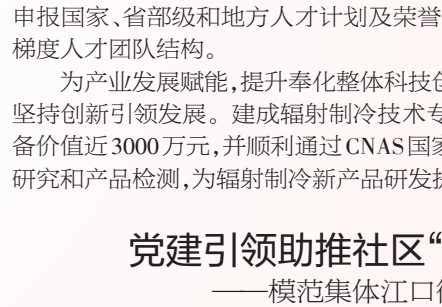 申报国家、省部级和地方人才计划及荣誉
梯度人才团队结构。
为产业发展赋能,提升奉化整体科技创
坚持创新引领发展。建成辐射制冷技术专
备价值近3000万元,并顺利通过CNAS国家
研究和产品检测,为辐射制冷新产品研发
党建引领助推社区“
——模范集体江口